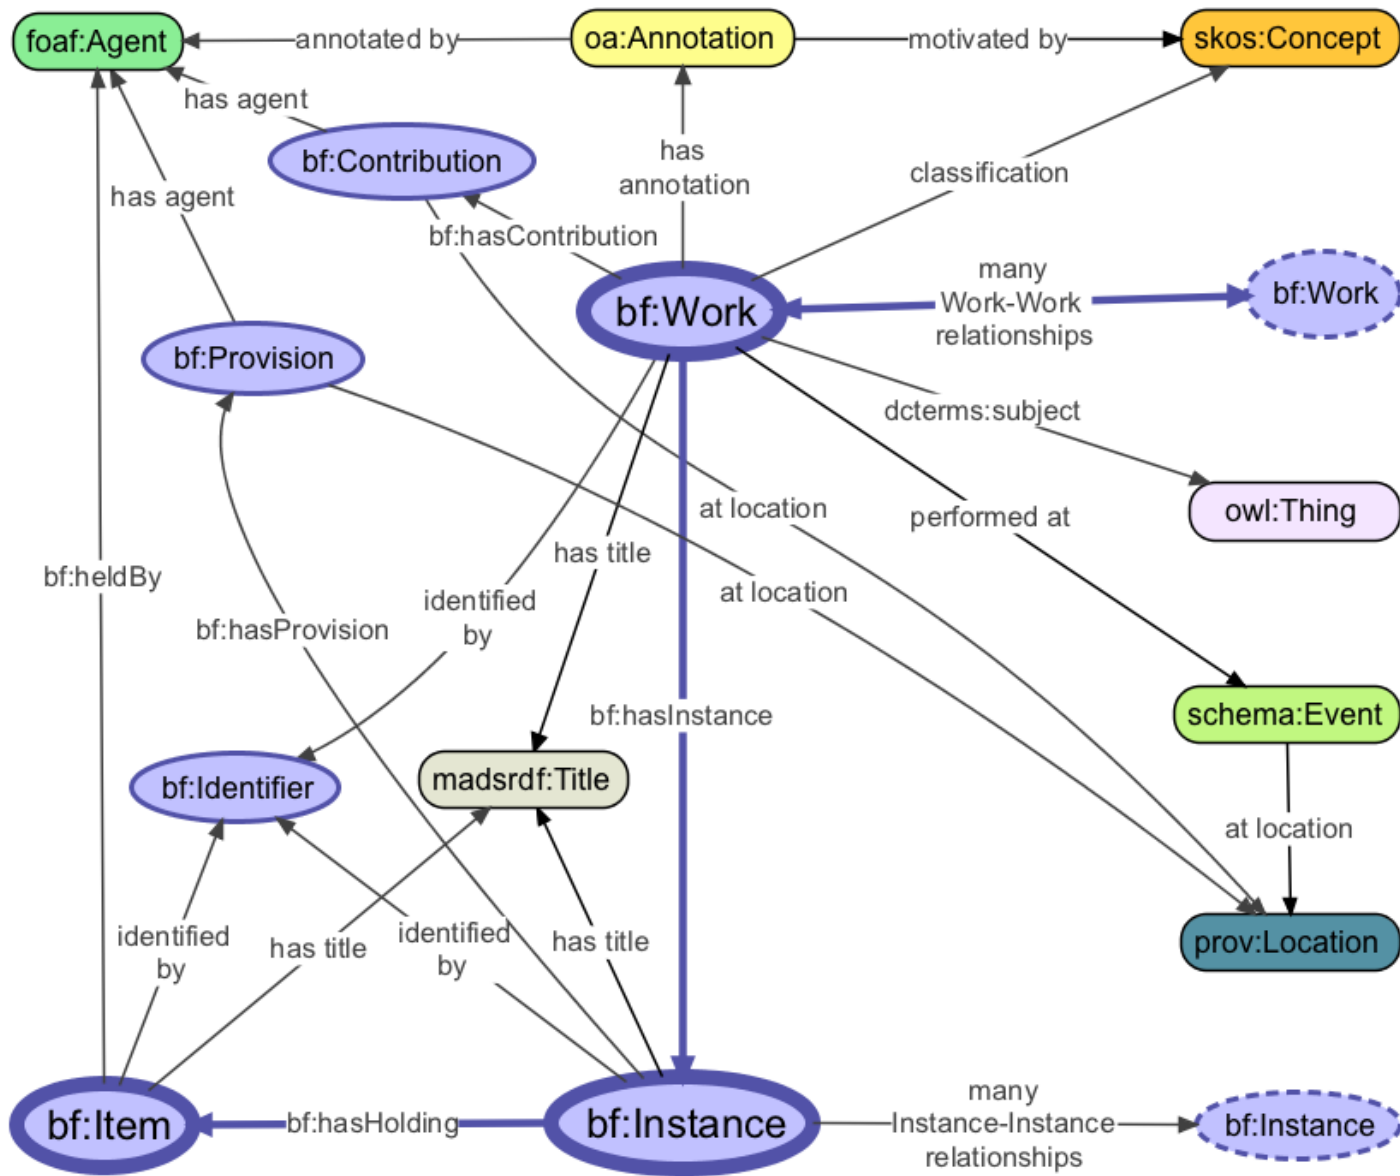 foaf:Agent
annotated by
oa:Annotation
motivated by
skos:Concept
has agent
bf:Contribution
has
annotation
classification
has agent
bf:hasContribution
many
Work-Work
relationships
bf:Work
bf:Work
bf:Provision
dcterms:subject
at location
performed at
owl:Thing
has title
bf:heldBy
identified
by
at location
bf:hasProvision
bf:hasInstance
schema:Event
bf:Identifier
madsrdf:Title
at location
identified
by
has title
identified
by
has title
prov:Location
bf:Item
bf:hasHolding
bf:Instance
many
Instance-Instance
relationships
bf:Instance